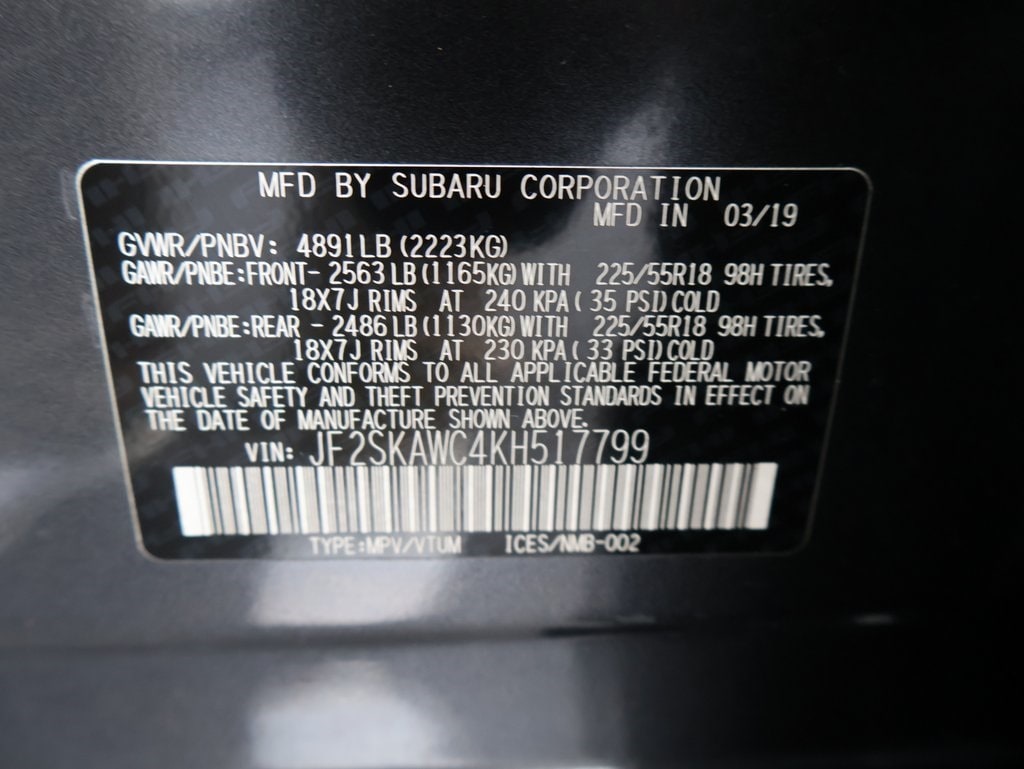 MFD BY SUBARU CORPORATION
MFD IN 03/19
GVWR/PNBV: 4891LB (2223KG)
GAWR/PNBE:FRONT- 2563 LB (1165KG) WITH 225/55R18 98H TIRES,
18X7J RIMS AT 240 KPA ( 35 PSI) COLD
GAWR/PNBE:REAR - 2486 LB (1130KG) WITH 225/55R18 98H TIRES,
18X7J RIMS AT 230 KPA ( 33 PSI) COLD
THIS VEHICLE CONFORMS TO ALL APPLICABLE FEDERAL MOTOR
VEHICLE SAFETY AND THEFT PREVENTION STANDARDS IN EFFECT ON
THE DATE OF MANUFACTURE SHOWN ABOVE.
VIN: JF2SKAWC4KH517799
TYPE:MPV/VTUM ICES/NMB-002